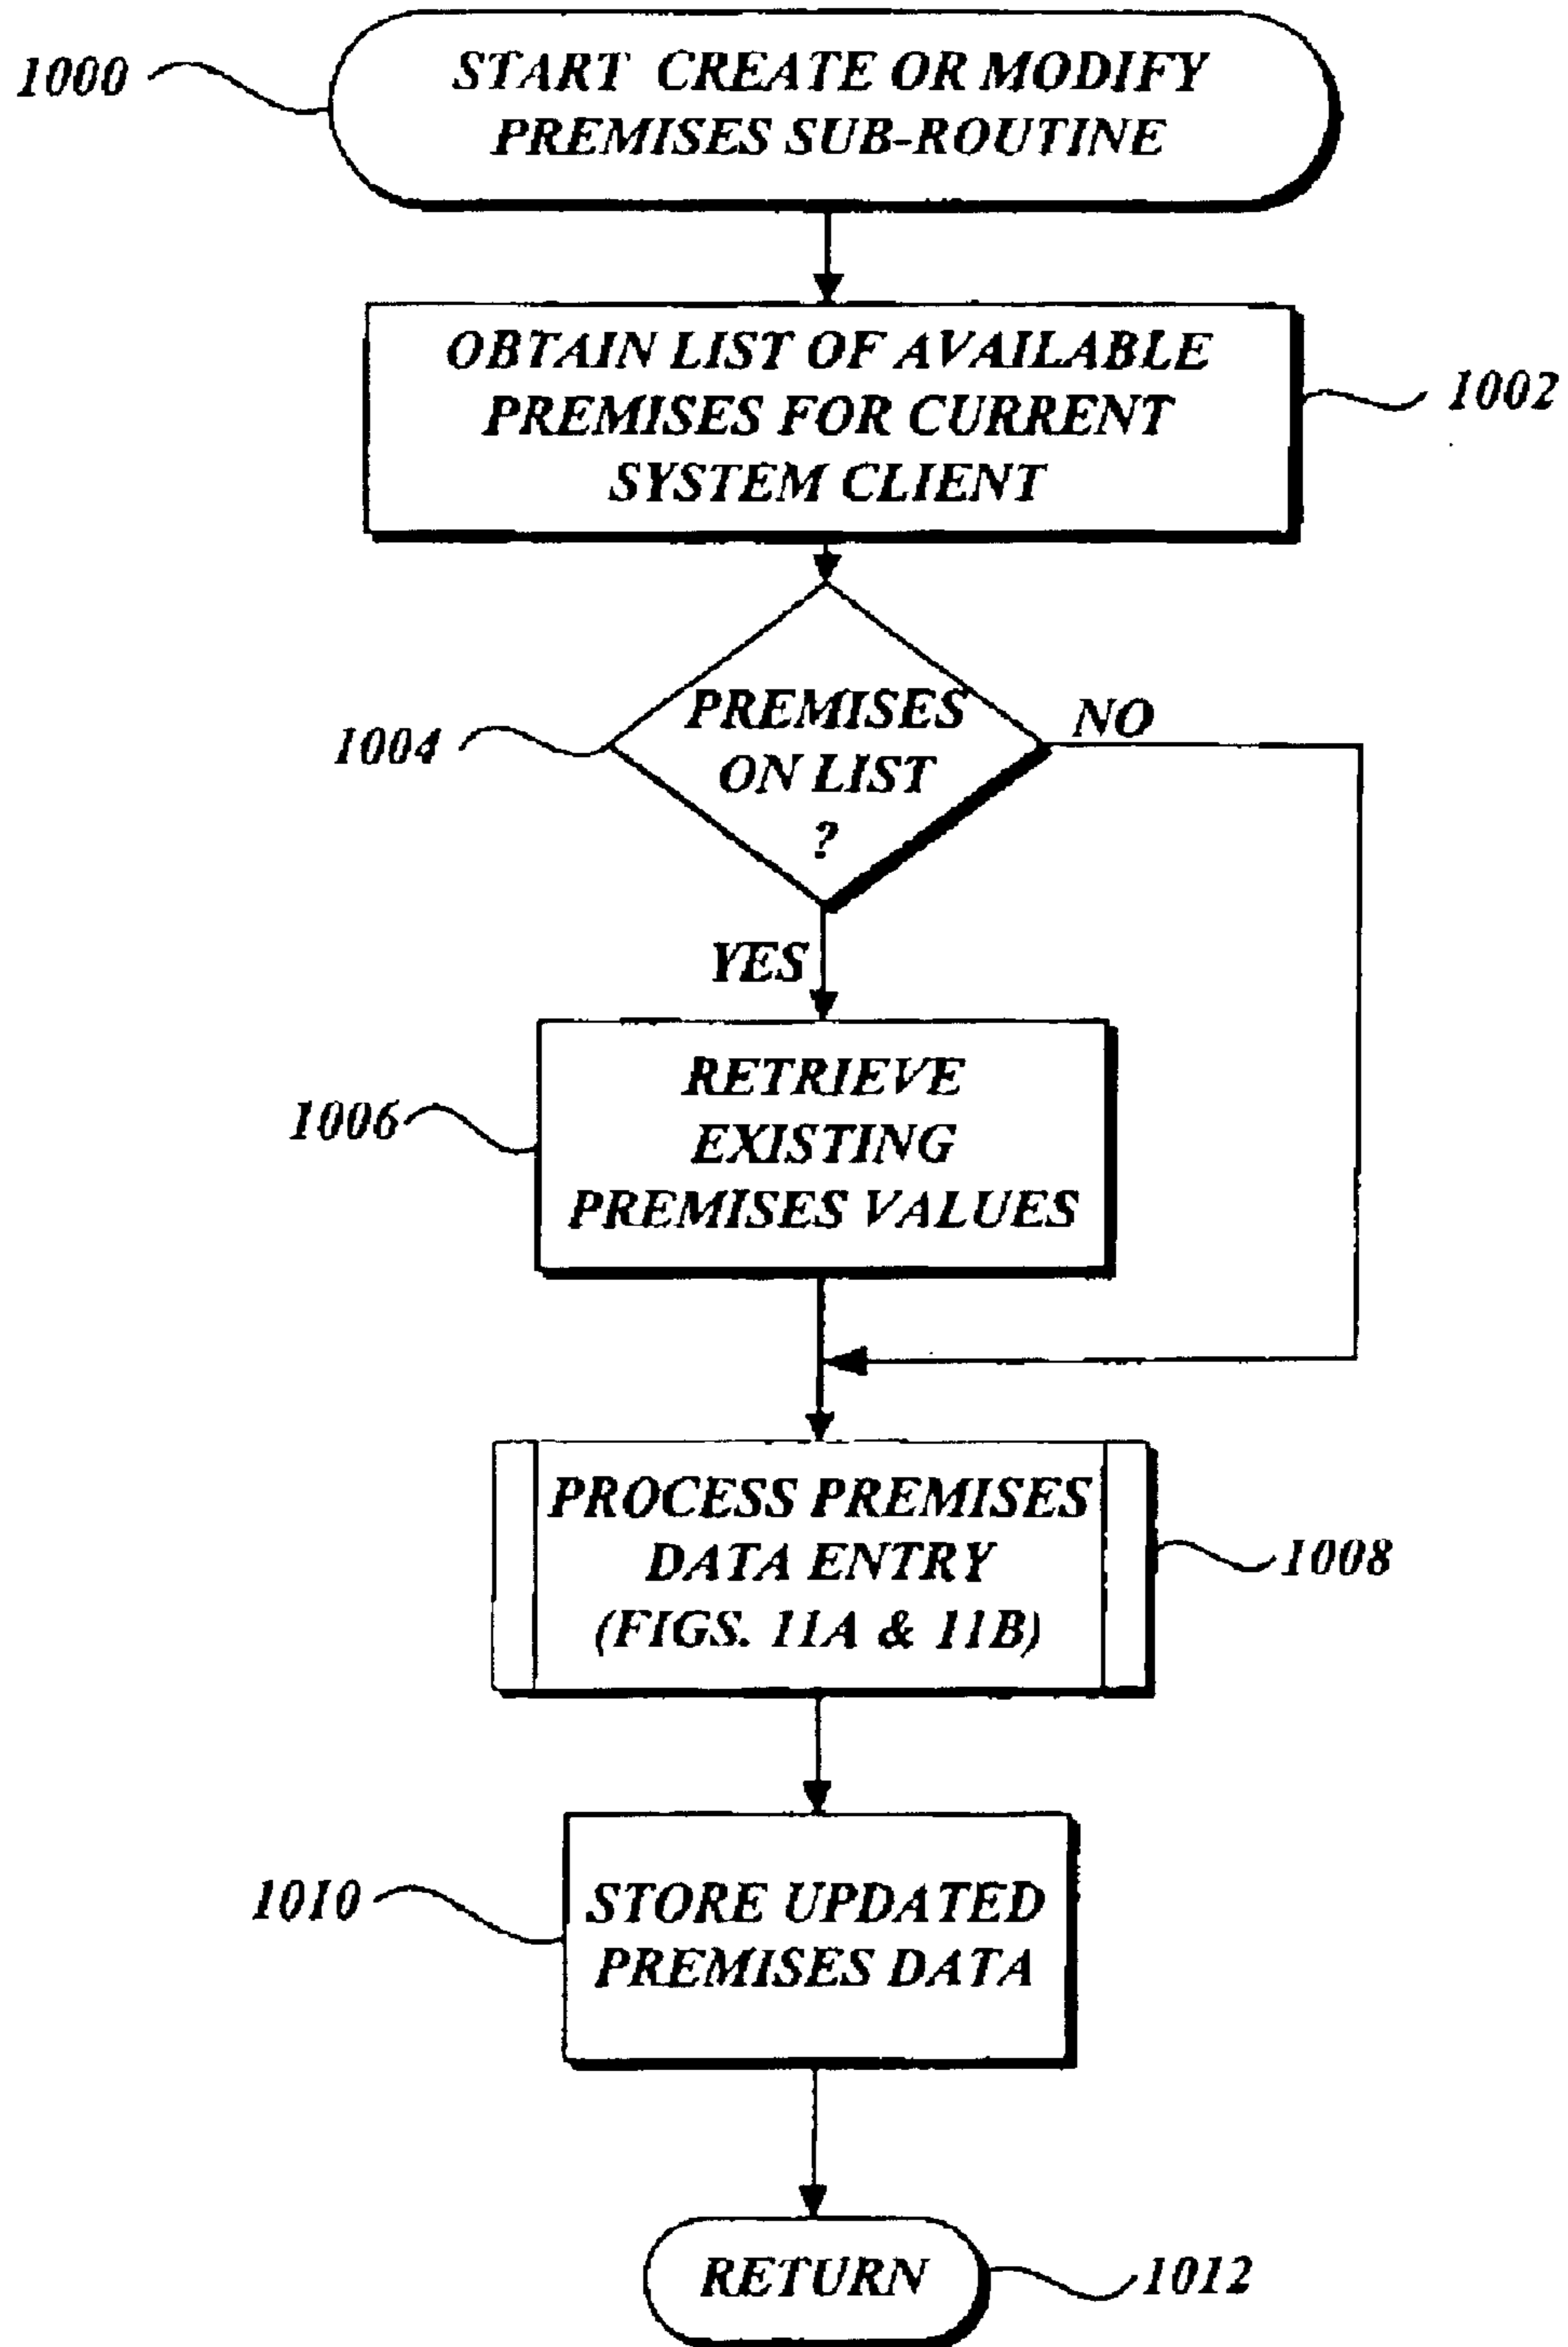 1000
START CREATE OR MODIFY
PREMISES SUB-ROUTINE
OBTAIN LIST OF AVAILABLE
PREMISES FOR CURRENT
SYSTEM CLIENT
1002
PREMISES
ON LIST
?
1004
NO
YES
RETRIEVE
EXISTING
PREMISES VALUES
1006
PROCESS PREMISES
DATA ENTRY
(FIGS. 11A & 11B)
1008
STORE UPDATED
PREMISES DATA
1010
RETURN
1012